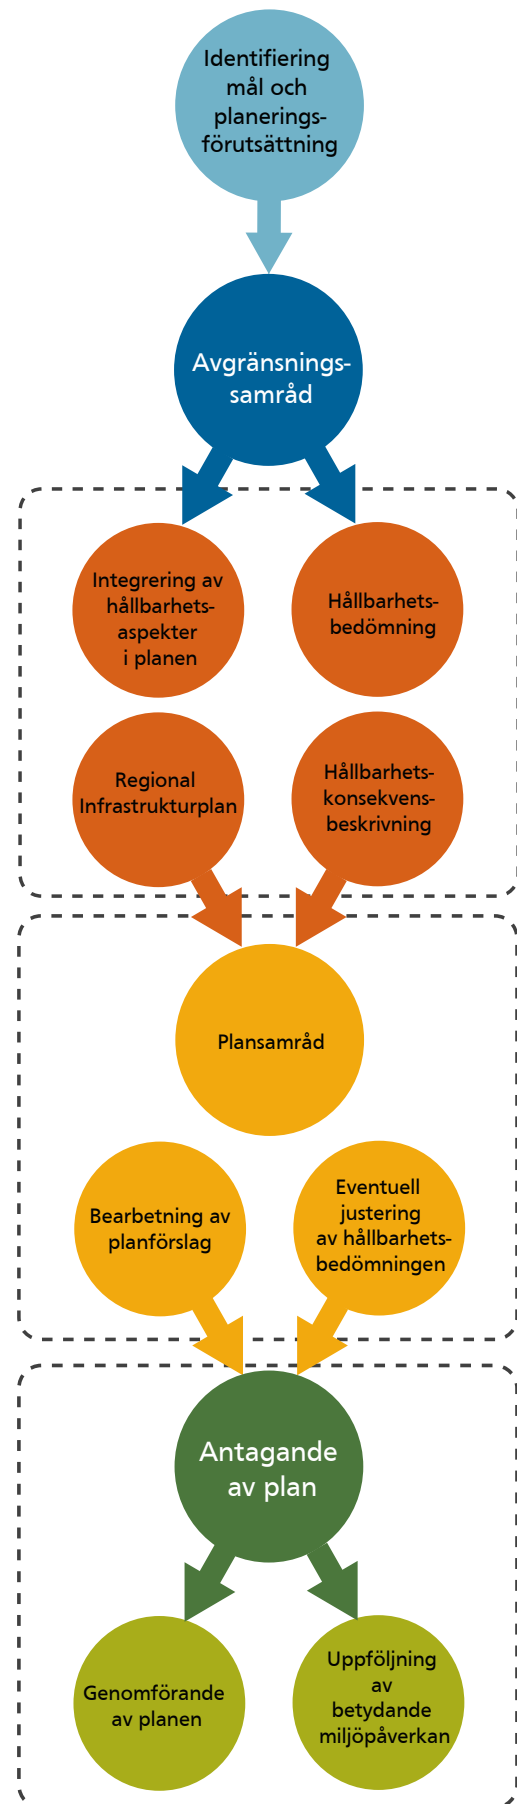 Identifiering
mål och
planerings-
förutsättning
Avgränsnings-
samråd
Integrering av
hållbarhets-
aspekter
i planen
Hållbarhets-
bedömning
Regional
Infrastrukturplan
Hållbarhets-
konsekvens-
beskrivning
Plansamråd
Bearbetning av
planförslag
Eventuell
justering
av hållbarhets-
bedömningen
Antagande
av plan
Genomförande
av planen
Uppföljning
av
betydande
miljöpåverkan